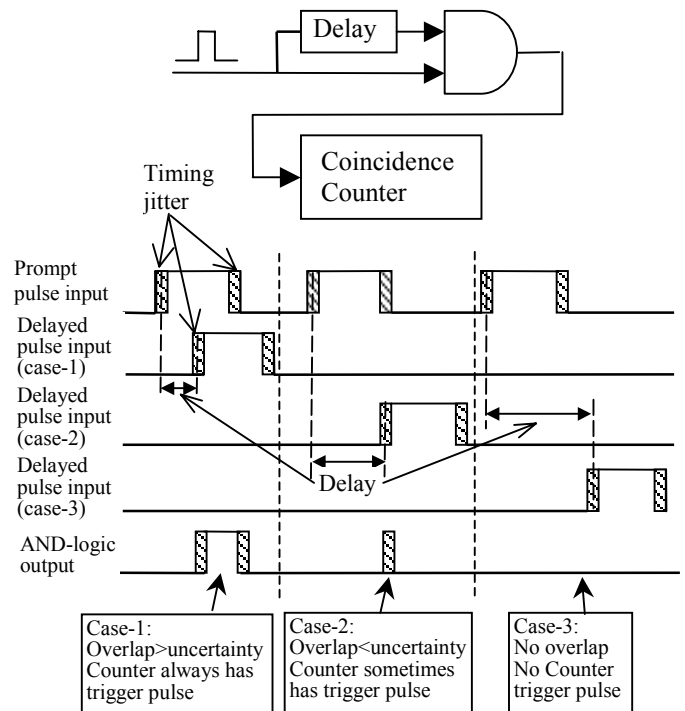 Delay
Coincidence
Counter
Timing
jitter
Prompt
pulse input
Delayed
pulse input
(case-1)
Delayed
pulse input
(case-2)
Delay
Delayed
pulse input
(case-3)
AND-logic
output
Case-1:
Overlap>uncertainty
Counter always has
trigger pulse
Case-2:
Overlap<uncertainty
Counter sometimes
has trigger pulse
Case-3:
No overlap
No Counter
trigger pulse